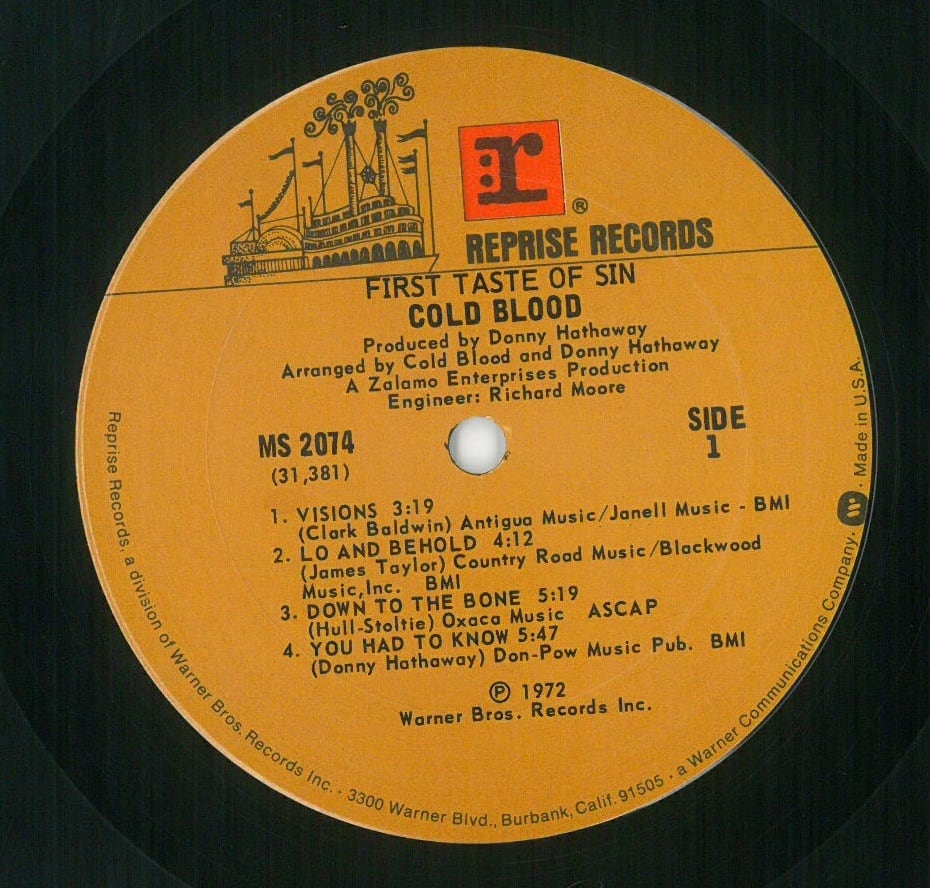 r
®
REPRISE RECORDS
FIRST TASTE OF SIN
COLD BLOOD
Produced by Donny Hathaway
Arranged by Cold Blood and Donny Hathaway
A Zalamo Enterprises Production
Engineer: Richard Moore
MS 2074
(31,381)
SIDE
1
1. VISIONS 3:19
(Clark Baldwin) Antigua Music/Janell Music - BMI
2. LO AND BEHOLD 4:12
(James Taylor) Country Road Music/Blackwood
Music,Inc. BMI
3. DOWN TO THE BONE 5:19
(Hull-Stoltie) Oxaca Music ASCAP
4. YOU HAD TO KNOW 5:47
(Donny Hathaway) Don-Pow Music Pub. BMI
℗ 1972
Warner Bros. Records Inc.
Reprise Records, a division of Warner Bros. Records Inc. · 3300 Warner Blvd., Burbank, Calif. 91505 · a Warner Communications Company. W · Made in U.S.A.